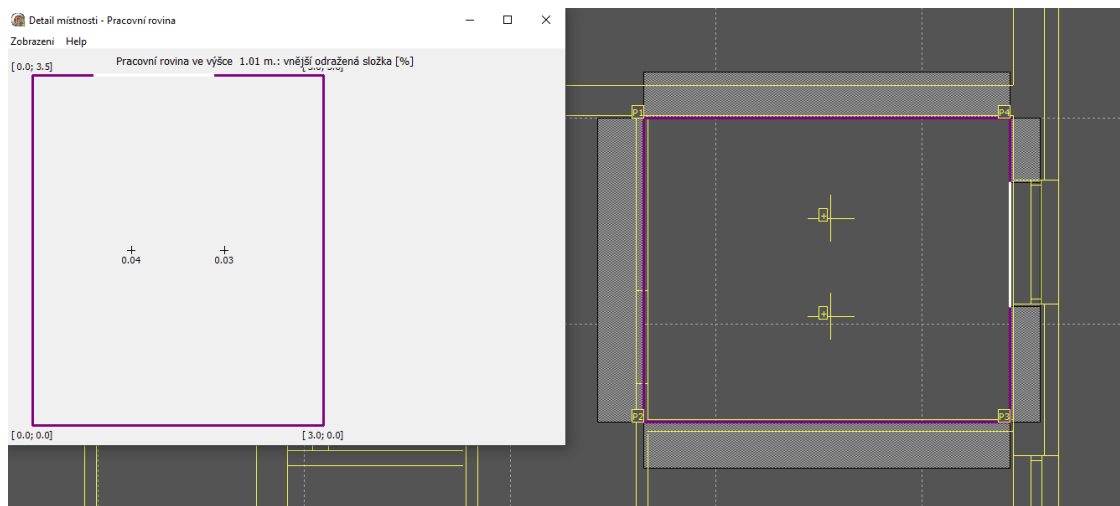 Detail místnosti - Pracovní rovina
Zobrazení Help
Pracovní rovina ve výšce 1.01 m.: vnější odražená složka [%]
[ 0.0; 3.5]
0.04 0.03
[ 0.0; 0.0] [ 3.0; 0.0]
P1 P4
P2 P3